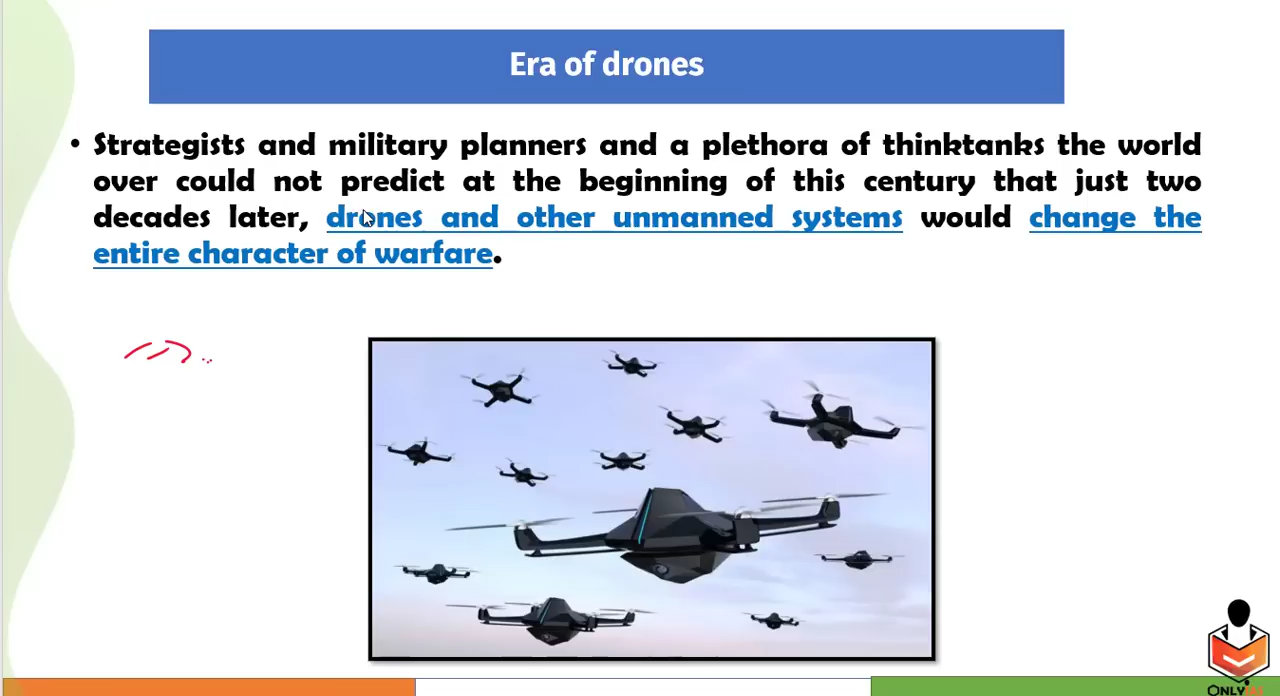 Era of drones
• Strategists and military planners and a plethora of thinktanks the world
over could not predict at the beginning of this century that just two
decades later, drones and other unmanned systems would change the
entire character of warfare.
ONLYIAS